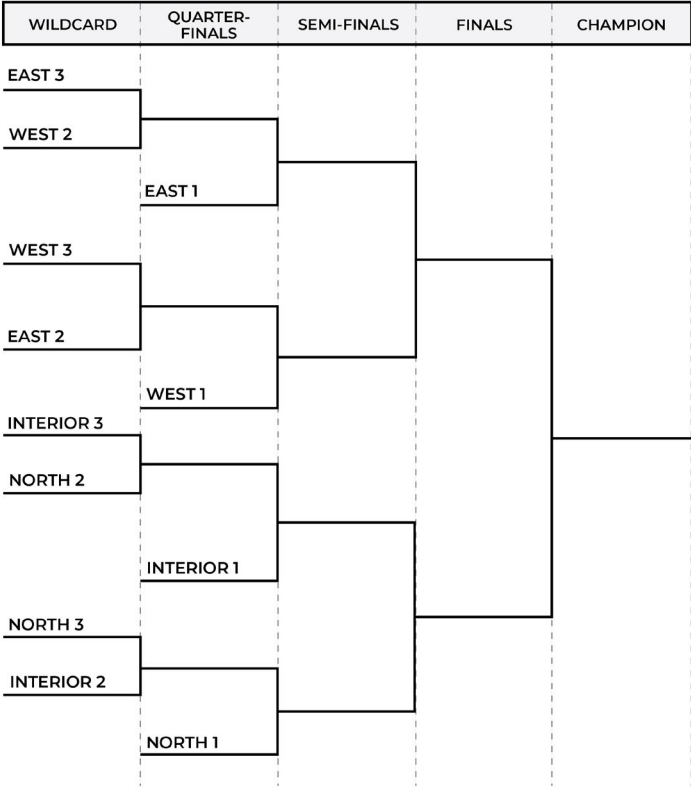 WILDCARD
QUARTER-
FINALS
SEMI-FINALS
FINALS
CHAMPION
EAST 3
WEST 2
EAST 1
WEST 3
EAST 2
WEST 1
INTERIOR 3
NORTH 2
INTERIOR 1
NORTH 3
INTERIOR 2
NORTH 1